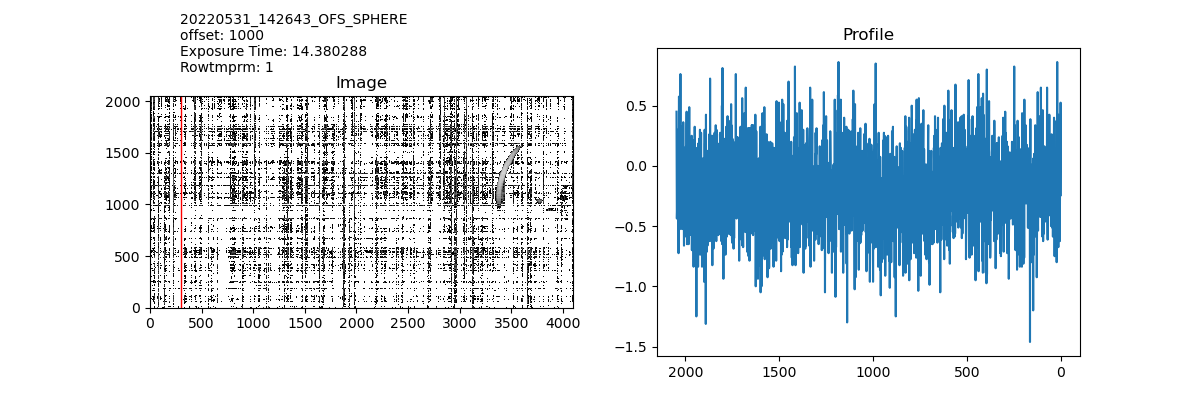 20220531_142643_OFS_SPHERE
offset: 1000
Exposure Time: 14.380288
Rowtmprm: 1
Image
2000
1500
1000
500
0
0 500 1000 1500 2000 2500 3000 3500 4000
Profile
0.5
0.0
−0.5
−1.0
−1.5
2000 1500 1000 500 0